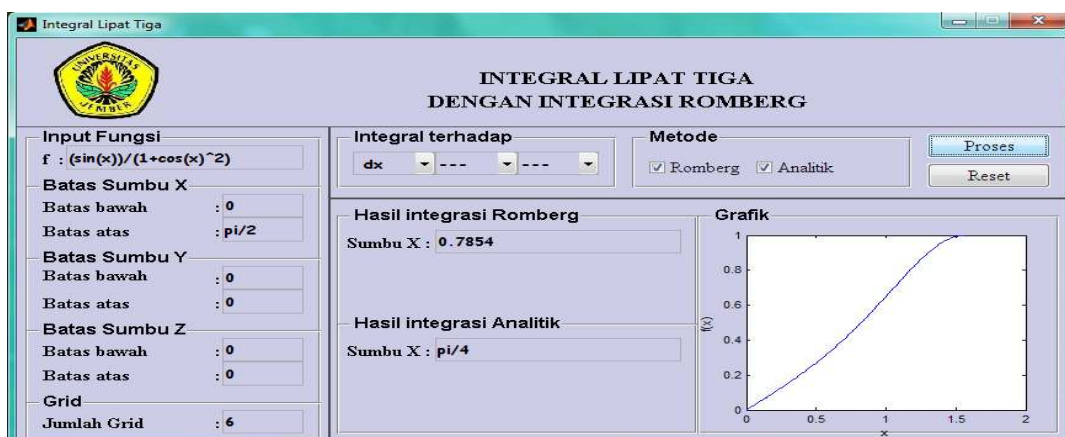 Integral Lipat Tiga
UNIVERSITAS
JEMBER
INTEGRAL LIPAT TIGA
DENGAN INTEGRASI ROMBERG
Input Fungsi
f : (sin(x))/(1+cos(x)^2)
Batas Sumbu X
Batas bawah : 0
Batas atas : pi/2
Batas Sumbu Y
Batas bawah : 0
Batas atas : 0
Batas Sumbu Z
Batas bawah : 0
Batas atas : 0
Grid
Jumlah Grid : 6
Integral terhadap
dx --- ---
Metode
Romberg Analitik
Proses
Reset
Hasil integrasi Romberg
Sumbu X : 0.7854
Hasil integrasi Analitik
Sumbu X : pi/4
Grafik
1
0.8
0.6
0.4
0.2
0
f(x)
0 0.5 1 1.5 2
x